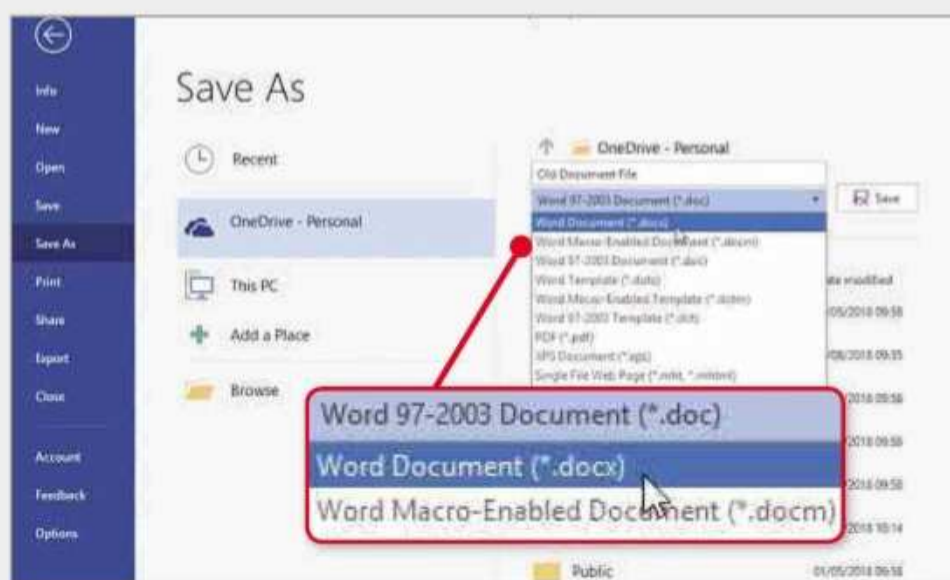 Info
New
Open
Save
Save As
Print
Share
Export
Close
Account
Feedback
Options
Save As
Recent
OneDrive - Personal
This PC
Add a Place
Browse
OneDrive - Personal
Old Document File
Word 97-2003 Document (*.doc)
Save
Word Document (*.docx)
Word Macro-Enabled Document (*.docm)
Word 97-2003 Document (*.doc)
Word Template (*.dotx)
Word Macro-Enabled Template (*.dotm)
Word 97-2003 Template (*.dot)
PDF (*.pdf)
XPS Document (*.xps)
Single File Web Page (*.mht, *.mhtml)
modified
Word 97-2003 Document (*.doc)
Word Document (*.docx)
Word Macro-Enabled Document (*.docm)
Public